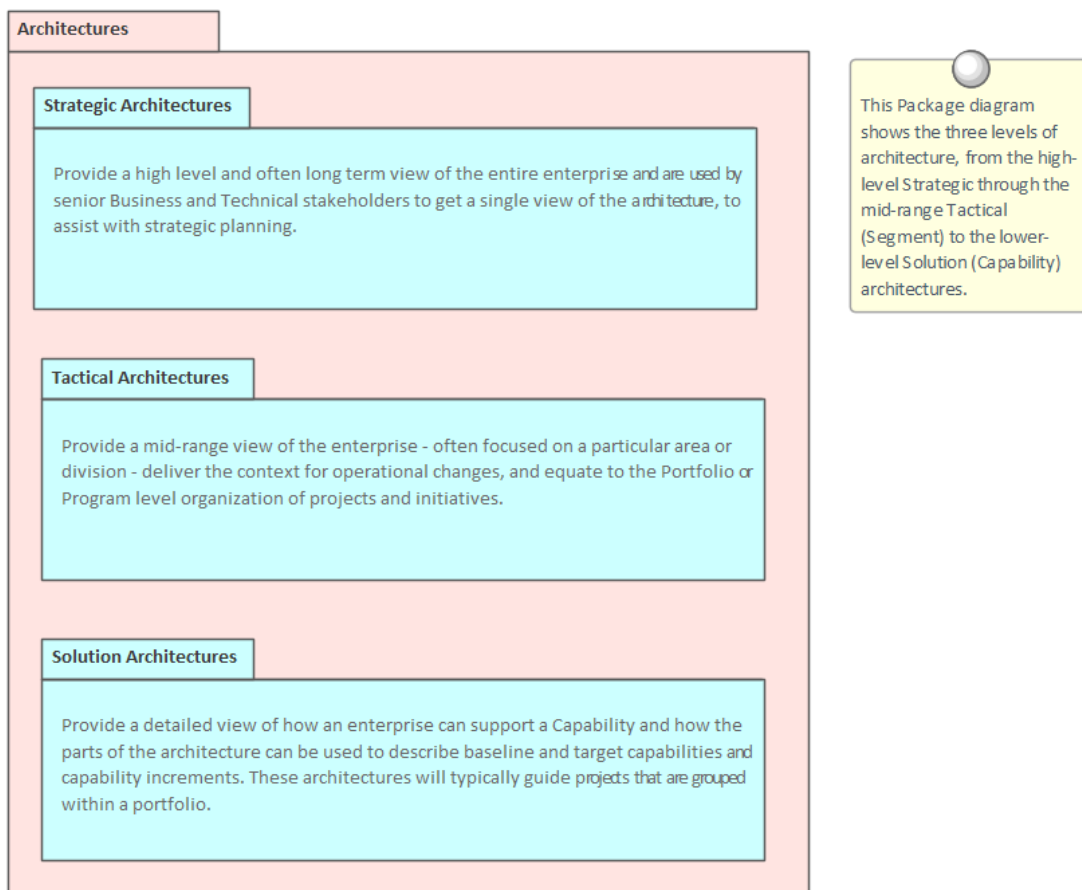 Architectures
Strategic Architectures
Provide a high level and often long term view of the entire enterprise and are used by
senior Business and Technical stakeholders to get a single view of the architecture, to
assist with strategic planning.
Tactical Architectures
Provide a mid-range view of the enterprise - often focused on a particular area or
division - deliver the context for operational changes, and equate to the Portfolio or
Program level organization of projects and initiatives.
Solution Architectures
Provide a detailed view of how an enterprise can support a Capability and how the
parts of the architecture can be used to describe baseline and target capabilities and
capability increments. These architectures will typically guide projects that are grouped
within a portfolio.
This Package diagram
shows the three levels of
architecture, from the high-
level Strategic through the
mid-range Tactical
(Segment) to the lower-
level Solution (Capability)
architectures.